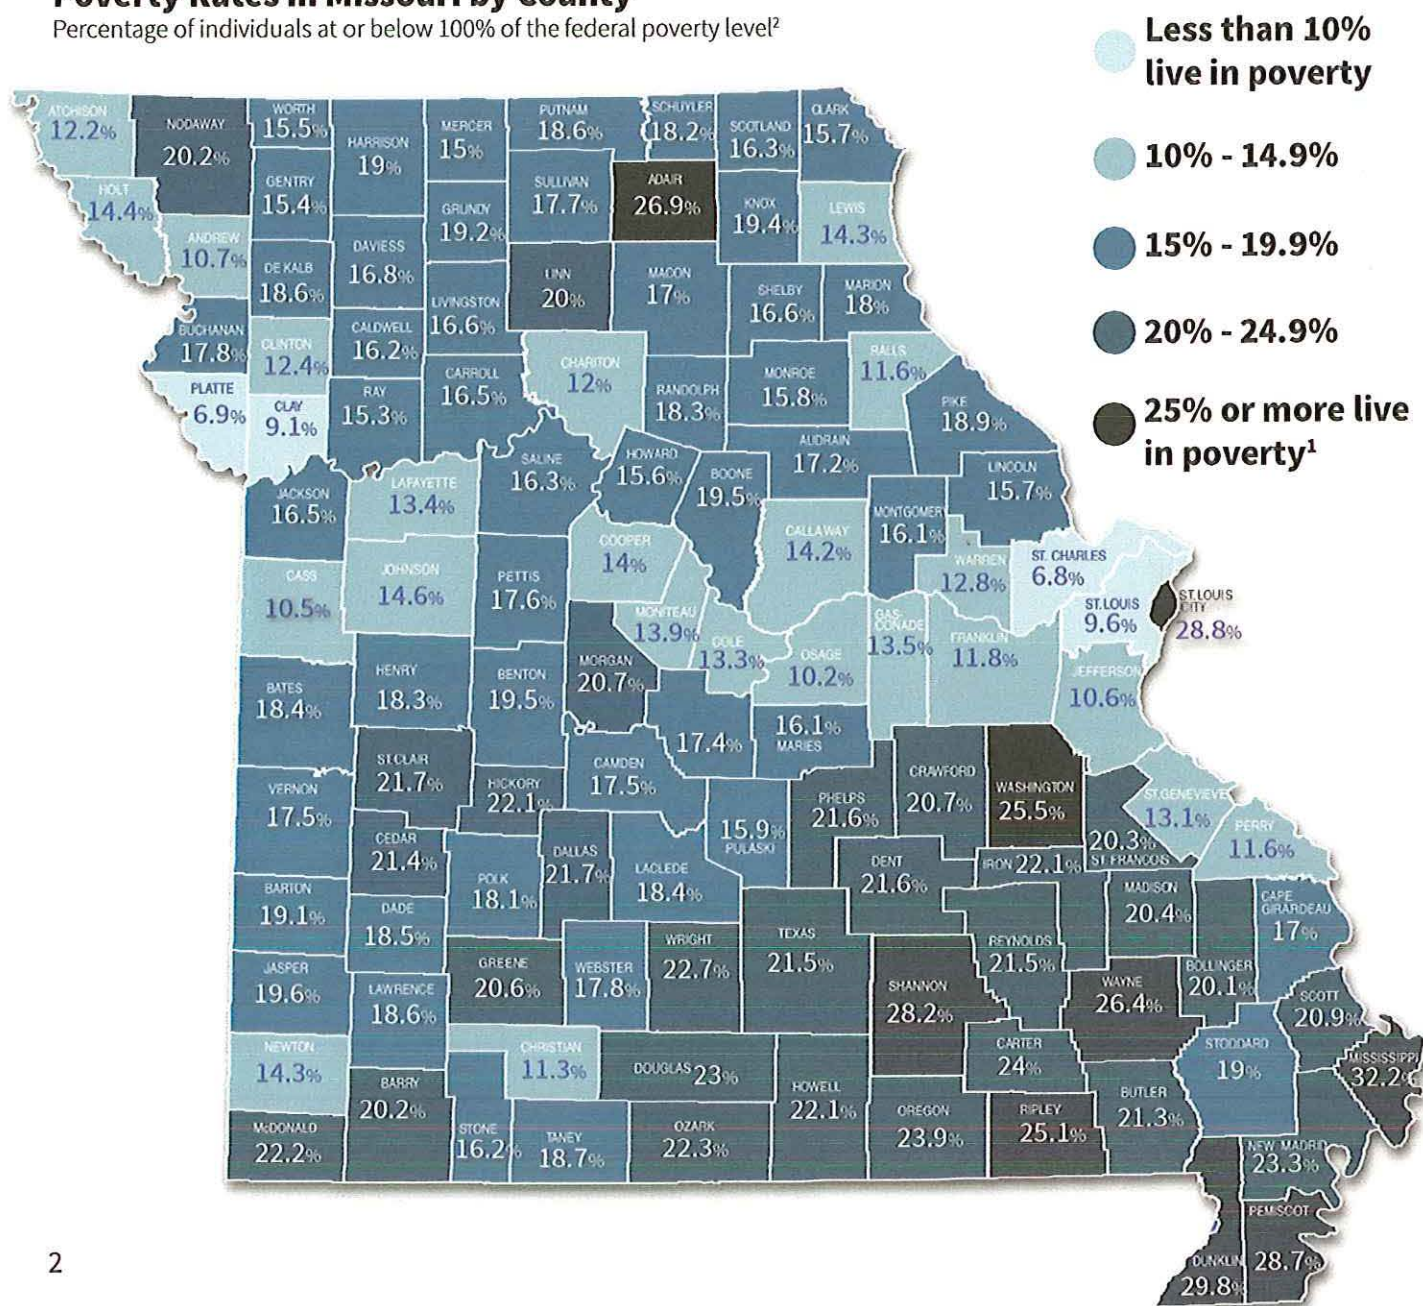 Poverty Rates in Missouri by County
Percentage of individuals at or below 100% of the federal poverty level²
Less than 10%
live in poverty
10% - 14.9%
15% - 19.9%
20% - 24.9%
25% or more live
in poverty¹
ATCHISON
12.2%
NODAWAY
20.2%
WORTH
15.5%
HARRISON
19%
MERCER
15%
PUTNAM
18.6%
SCHUYLER
18.2%
SCOTLAND
16.3%
CLARK
15.7%
HOLT
14.4%
GENTRY
15.4%
GRUNDY
19.2%
SULLIVAN
17.7%
ADAIR
26.9%
KNOX
19.4%
LEWIS
14.3%
ANDREW
10.7%
DE KALB
18.6%
DAVIESS
16.8%
LIVINGSTON
16.6%
LINN
20%
MACON
17%
SHELBY
16.6%
MARION
18%
BUCHANAN
17.8%
CLINTON
12.4%
CALDWELL
16.2%
CARROLL
16.5%
CHARITON
12%
RANDOLPH
18.3%
MONROE
15.8%
RALLS
11.6%
PLATTE
6.9%
CLAY
9.1%
RAY
15.3%
PIKE
18.9%
AUDRAIN
17.2%
SALINE
16.3%
HOWARD
15.6%
BOONE
19.5%
LINCOLN
15.7%
JACKSON
16.5%
LAFAYETTE
13.4%
MONTGOMER
16.1%
CALLAWAY
14.2%
COOPER
14%
WARREN
12.8%
ST. CHARLES
6.8%
ST.LOUIS
9.6%
ST.LOUIS
CITY
28.8%
CASS
10.5%
JOHNSON
14.6%
PETTIS
17.6%
MONITEAU
13.9%
COLE
13.3%
OSAGE
10.2%
GAS-
CONADE
13.5%
FRANKLIN
11.8%
JEFFERSON
10.6%
BATES
18.4%
HENRY
18.3%
BENTON
19.5%
MORGAN
20.7%
17.4%
16.1%
MARIES
VERNON
17.5%
ST.CLAIR
21.7%
HICKORY
22.1%
CAMDEN
17.5%
15.9%
PULASKI
PHELPS
21.6%
CRAWFORD
20.7%
WASHINGTON
25.5%
ST.GENEVIEVE
13.1%
20.3%
ST FRANCOIS
PERRY
11.6%
CEDAR
21.4%
POLK
18.1%
DALLAS
21.7%
LACLEDE
18.4%
DENT
21.6%
IRON 22.1%
MADISON
20.4%
CAPE
GIRARDEAU
17%
BARTON
19.1%
DADE
18.5%
GREENE
20.6%
WEBSTER
17.8%
WRIGHT
22.7%
TEXAS
21.5%
REYNOLDS
21.5%
BOLLINGER
20.1%
JASPER
19.6%
LAWRENCE
18.6%
SHANNON
28.2%
WAYNE
26.4%
SCOTT
20.9%
NEWTON
14.3%
CHRISTIAN
11.3%
DOUGLAS 23%
HOWELL
22.1%
CARTER
24%
STODDARD
19%
MISSISSIPPI
32.2%
BARRY
20.2%
McDONALD
22.2%
STONE
16.2%
TANEY
18.7%
OZARK
22.3%
OREGON
23.9%
RIPLEY
25.1%
BUTLER
21.3%
NEW MADRID
23.3%
PEMISCOT
28.7%
DUNKLIN
29.8%
2